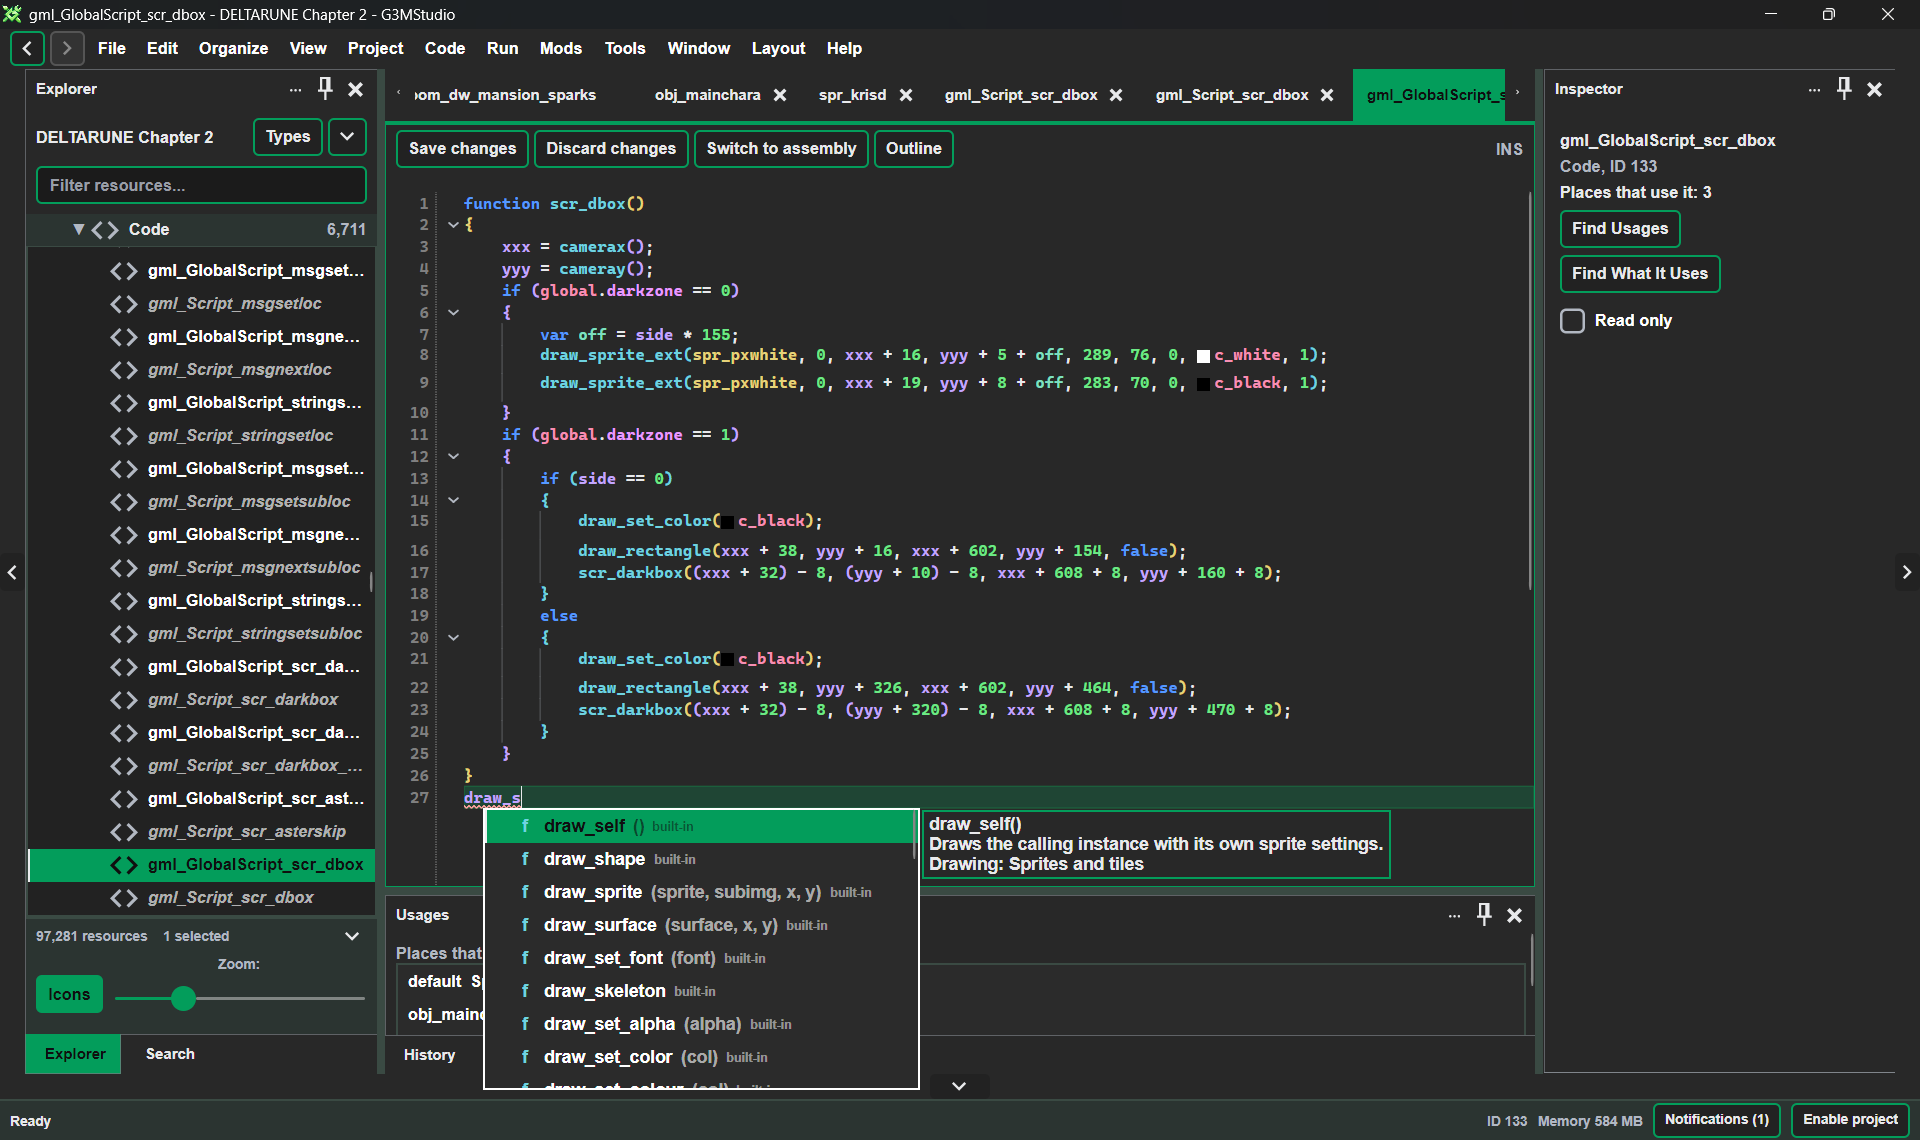 gml_GlobalScript_scr_dbox - DELTARUNE Chapter 2 - G3MStudio
File Edit Organize View Project Code Run Mods Tools Window Layout Help
Explorer
DELTARUNE Chapter 2 Types
Filter resources...
Code 6,711
gml_GlobalScript_msgset...
gml_Script_msgsetloc
gml_GlobalScript_msgne...
gml_Script_msgnextloc
gml_GlobalScript_strings...
gml_Script_stringsetloc
gml_GlobalScript_msgset...
gml_Script_msgsetsubloc
gml_GlobalScript_msgne...
gml_Script_msgnextsubloc
gml_GlobalScript_strings...
gml_Script_stringsetsubloc
gml_GlobalScript_scr_da...
gml_Script_scr_darkbox
gml_GlobalScript_scr_da...
gml_Script_scr_darkbox_...
gml_GlobalScript_scr_ast...
gml_Script_scr_asterskip
gml_GlobalScript_scr_dbox
gml_Script_scr_dbox
97,281 resources 1 selected
Zoom:
Icons
Explorer Search
oom_dw_mansion_sparks obj_mainchara spr_krisd gml_Script_scr_dbox gml_Script_scr_dbox gml_GlobalScript_s
Save changes Discard changes Switch to assembly Outline INS
1 function scr_dbox()
2 {
3 xxx = camerax();
4 yyy = cameray();
5 if (global.darkzone == 0)
6 {
7 var off = side * 155;
8 draw_sprite_ext(spr_pxwhite, 0, xxx + 16, yyy + 5 + off, 289, 76, 0, c_white, 1);
9 draw_sprite_ext(spr_pxwhite, 0, xxx + 19, yyy + 8 + off, 283, 70, 0, c_black, 1);
10 }
11 if (global.darkzone == 1)
12 {
13 if (side == 0)
14 {
15 draw_set_color(c_black);
16 draw_rectangle(xxx + 38, yyy + 16, xxx + 602, yyy + 154, false);
17 scr_darkbox((xxx + 32) - 8, (yyy + 10) - 8, xxx + 608 + 8, yyy + 160 + 8);
18 }
19 else
20 {
21 draw_set_color(c_black);
22 draw_rectangle(xxx + 38, yyy + 326, xxx + 602, yyy + 464, false);
23 scr_darkbox((xxx + 32) - 8, (yyy + 320) - 8, xxx + 608 + 8, yyy + 470 + 8);
24 }
25 }
26 }
27 draw_s
f draw_self () built-in
f draw_shape built-in
f draw_sprite (sprite, subimg, x, y) built-in
f draw_surface (surface, x, y) built-in
f draw_set_font (font) built-in
f draw_skeleton built-in
f draw_set_alpha (alpha) built-in
f draw_set_color (col) built-in
f draw_set_colour (col) built-in
draw_self()
Draws the calling instance with its own sprite settings.
Drawing: Sprites and tiles
Usages
Places that
default
obj_main
History
Inspector
gml_GlobalScript_scr_dbox
Code, ID 133
Places that use it: 3
Find Usages
Find What It Uses
Read only
Ready ID 133 Memory 584 MB Notifications (1) Enable project